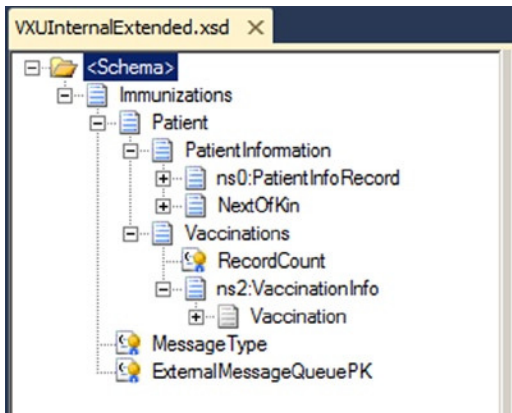 VXUInternalExtended.xsd
<Schema>
Immunizations
Patient
PatientInformation
ns0:PatientInfoRecord
NextOfKin
Vaccinations
RecordCount
ns2:VaccinationInfo
Vaccination
MessageType
ExternalMessageQueuePK